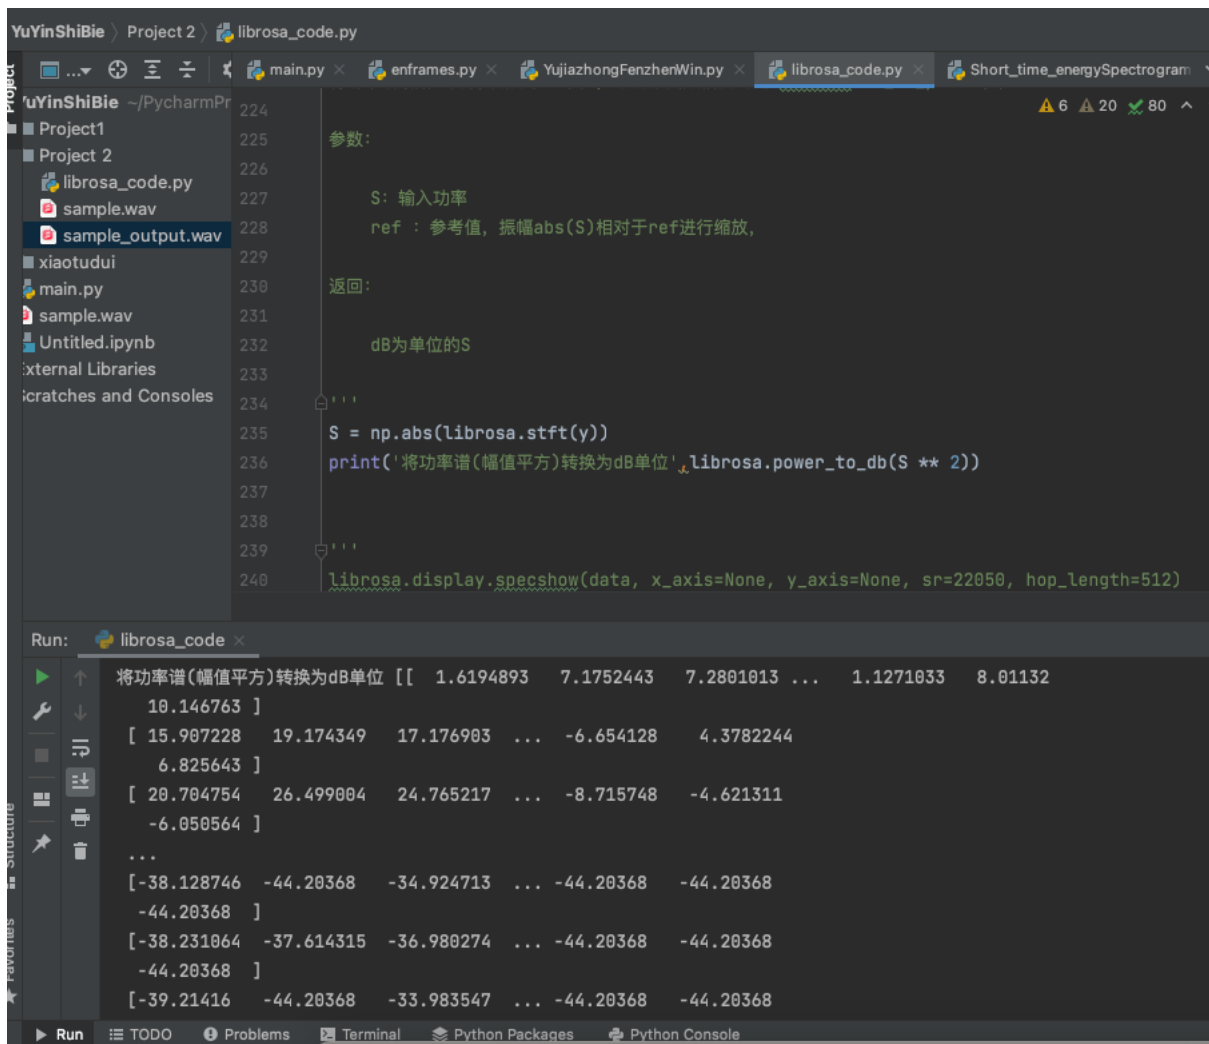 YuYinShiBie 〉 Project 2 〉 librosa_code.py
Project
main.py enframes.py YujiazhongFenzhenWin.py librosa_code.py Short_time_energySpectrogram
YuYinShiBie ~/PycharmPr
Project1
Project 2
librosa_code.py
sample.wav
sample_output.wav
xiaotudui
main.py
sample.wav
Untitled.ipynb
External Libraries
Scratches and Consoles
6 20 80
224
225 参数:
226
227 S: 输入功率
228 ref : 参考值, 振幅abs(S)相对于ref进行缩放,
229
230 返回:
231
232 dB为单位的S
233
234 '''
235 S = np.abs(librosa.stft(y))
236 print('将功率谱(幅值平方)转换为dB单位',librosa.power_to_db(S ** 2))
237
238
239 '''
240 librosa.display.specshow(data, x_axis=None, y_axis=None, sr=22050, hop_length=512)
Run: librosa_code
将功率谱(幅值平方)转换为dB单位 [[ 1.6194893 7.1752443 7.2801013 ... 1.1271033 8.01132
10.146763 ]
[ 15.907228 19.174349 17.176903 ... -6.654128 4.3782244
6.825643 ]
[ 20.704754 26.499004 24.765217 ... -8.715748 -4.621311
-6.050564 ]
...
[-38.128746 -44.20368 -34.924713 ... -44.20368 -44.20368
-44.20368 ]
[-38.231064 -37.614315 -36.980274 ... -44.20368 -44.20368
-44.20368 ]
[-39.21416 -44.20368 -33.983547 ... -44.20368 -44.20368
Structure
Favorites
Run TODO Problems Terminal Python Packages Python Console